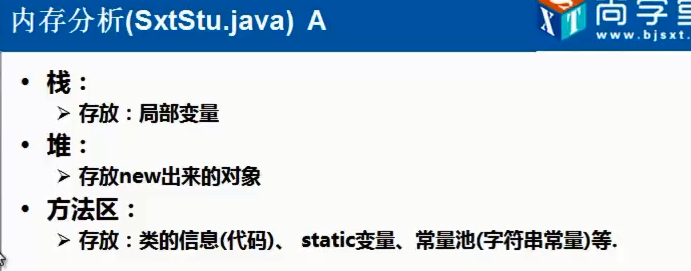 内存分析(SxtStu.java) A
尚学堂
SXT
www.bjsxt.
• 栈：
➢ 存放：局部变量
• 堆：
➢ 存放new出来的对象
• 方法区：
➢ 存放：类的信息(代码)、 static变量、常量池(字符串常量)等.